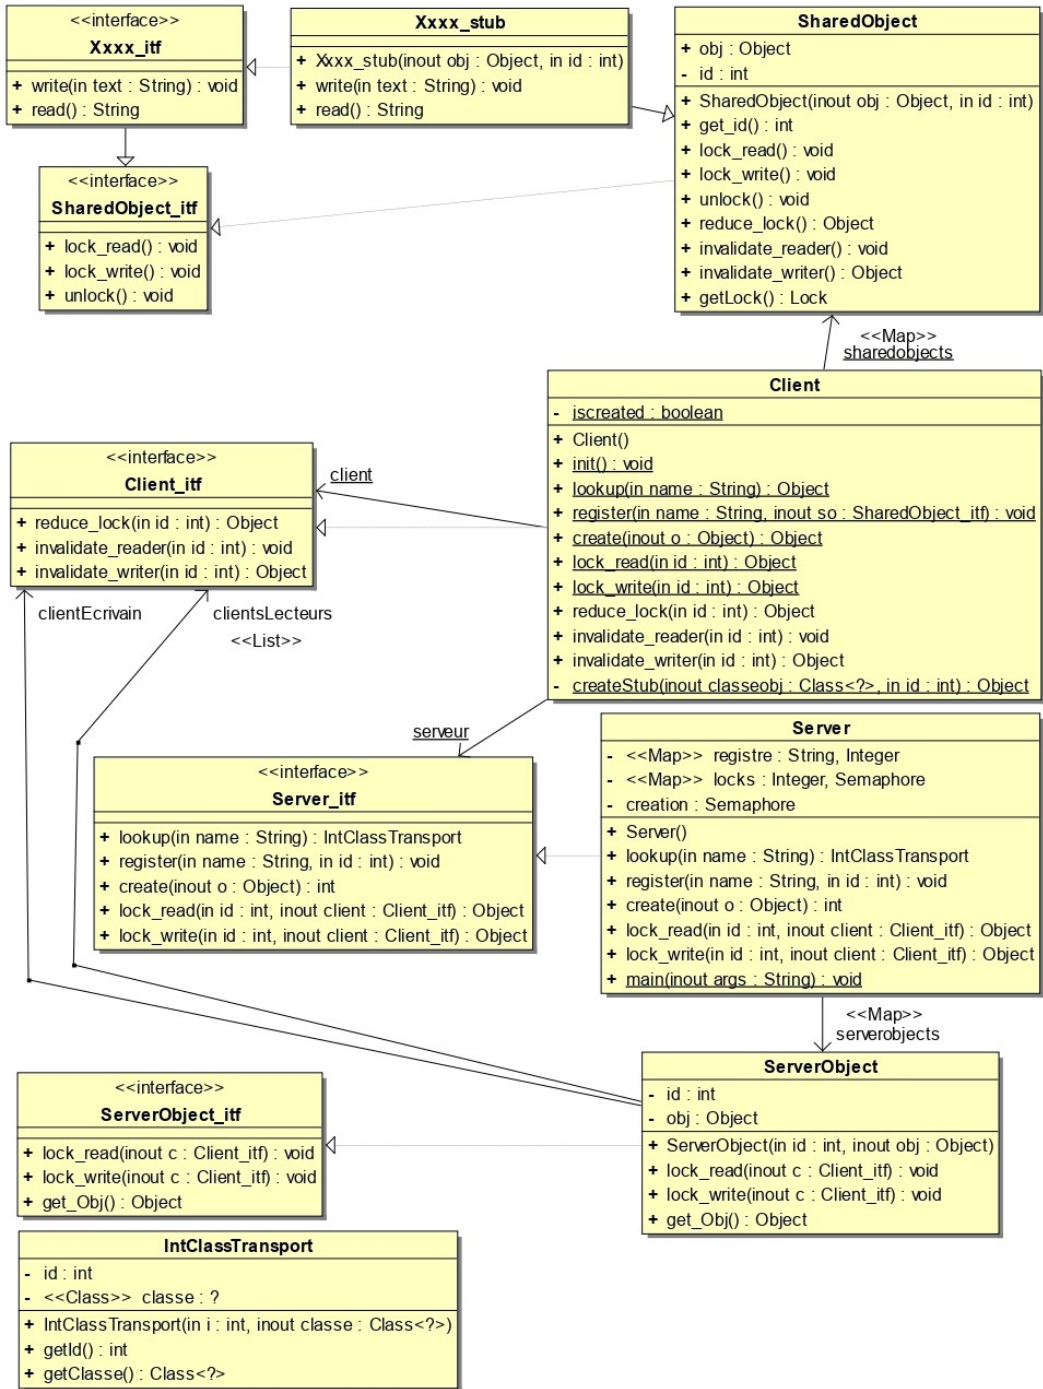 <<interface>>
Xxxx_itf
+ write(in text : String) : void
+ read() : String
Xxxx_stub
+ Xxxx_stub(inout obj : Object, in id : int)
+ write(in text : String) : void
+ read() : String
SharedObject
+ obj : Object
- id : int
+ SharedObject(inout obj : Object, in id : int)
+ get_id() : int
+ lock_read() : void
+ lock_write() : void
+ unlock() : void
+ reduce_lock() : Object
+ invalidate_reader() : void
+ invalidate_writer() : Object
+ getLock() : Lock
<<interface>>
SharedObject_itf
+ lock_read() : void
+ lock_write() : void
+ unlock() : void
<<Map>>
sharedobjects
Client
- iscreated : boolean
+ Client()
+ init() : void
+ lookup(in name : String) : Object
+ register(in name : String, inout so : SharedObject_itf) : void
+ create(inout o : Object) : Object
+ lock_read(in id : int) : Object
+ lock_write(in id : int) : Object
+ reduce_lock(in id : int) : Object
+ invalidate_reader(in id : int) : void
+ invalidate_writer(in id : int) : Object
- createStub(inout classeobj : Class<?>, in id : int) : Object
client
<<interface>>
Client_itf
+ reduce_lock(in id : int) : Object
+ invalidate_reader(in id : int) : void
+ invalidate_writer(in id : int) : Object
clientEcrivain
clientsLecteurs
<<List>>
serveur
<<interface>>
Server_itf
+ lookup(in name : String) : IntClassTransport
+ register(in name : String, in id : int) : void
+ create(inout o : Object) : int
+ lock_read(in id : int, inout client : Client_itf) : Object
+ lock_write(in id : int, inout client : Client_itf) : Object
Server
- <<Map>> registre : String, Integer
- <<Map>> locks : Integer, Semaphore
- creation : Semaphore
+ Server()
+ lookup(in name : String) : IntClassTransport
+ register(in name : String, in id : int) : void
+ create(inout o : Object) : int
+ lock_read(in id : int, inout client : Client_itf) : Object
+ lock_write(in id : int, inout client : Client_itf) : Object
+ main(inout args : String) : void
<<Map>>
serverobjects
ServerObject
- id : int
- obj : Object
+ ServerObject(in id : int, inout obj : Object)
+ lock_read(inout c : Client_itf) : void
+ lock_write(inout c : Client_itf) : void
+ get_Obj() : Object
<<interface>>
ServerObject_itf
+ lock_read(inout c : Client_itf) : void
+ lock_write(inout c : Client_itf) : void
+ get_Obj() : Object
IntClassTransport
- id : int
- <<Class>> classe : ?
+ IntClassTransport(in i : int, inout classe : Class<?>)
+ getId() : int
+ getClasse() : Class<?>